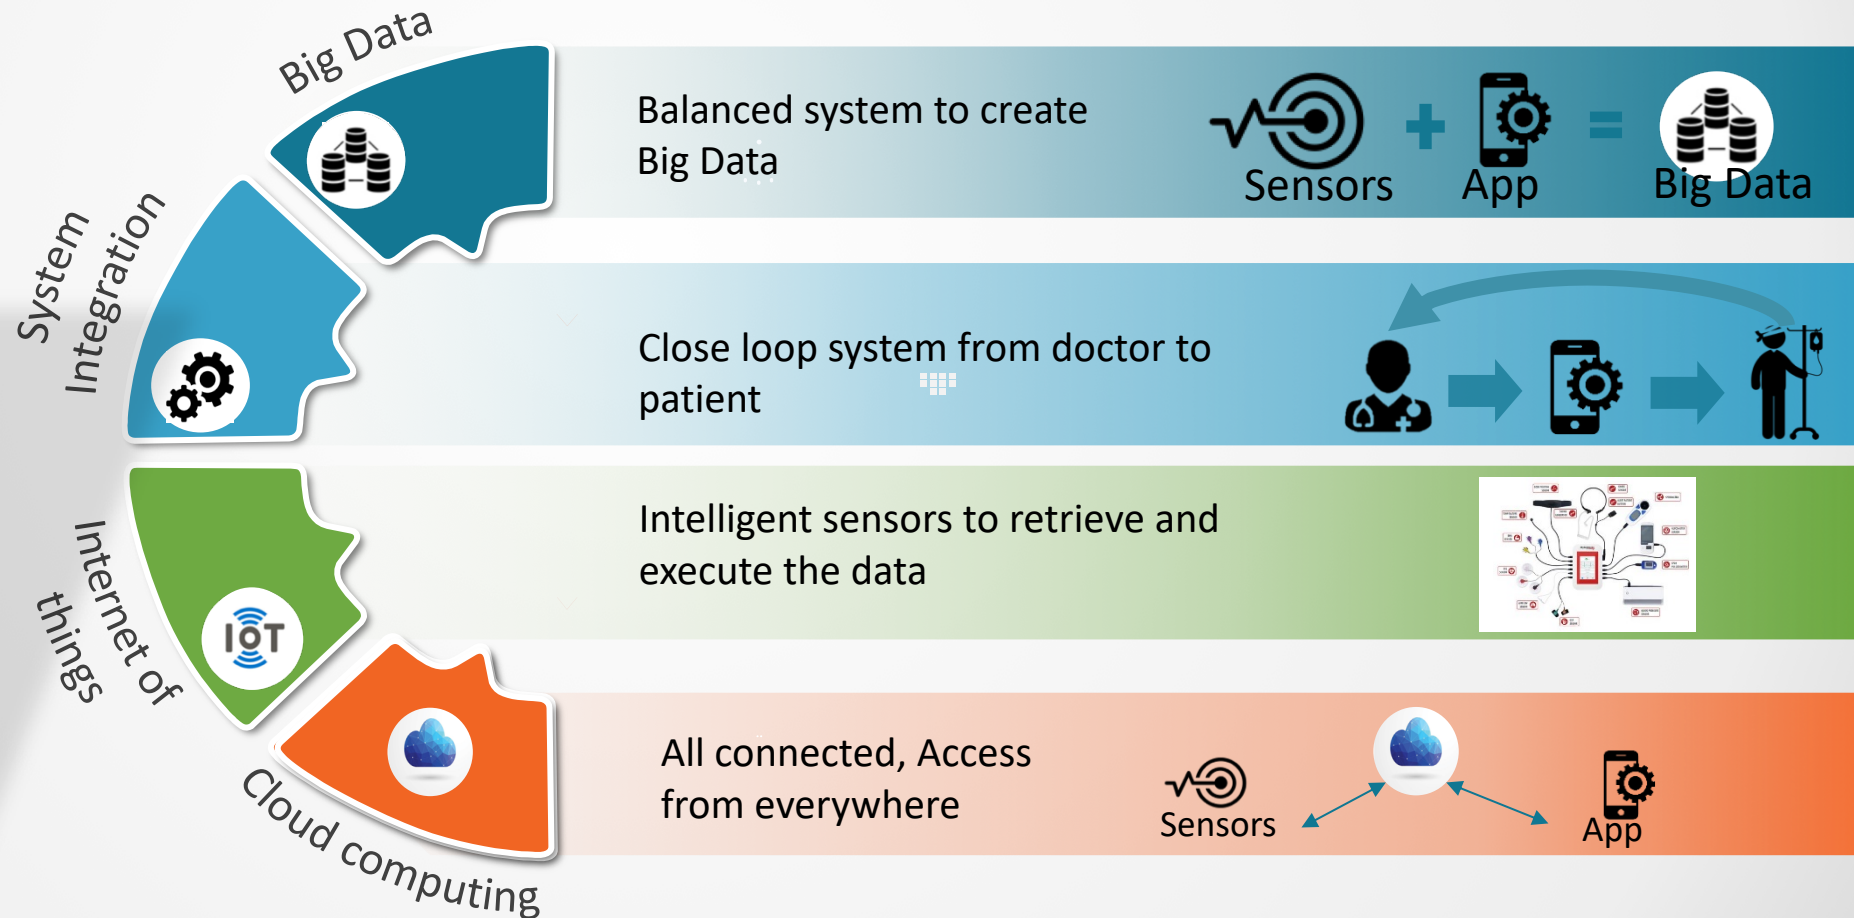 Big Data
Balanced system to create
Big Data
Sensors
App
Big Data
System
Integration
Close loop system from doctor to
patient
Internet of
things
IOT
Intelligent sensors to retrieve and
execute the data
Cloud computing
All connected, Access
from everywhere
Sensors
App